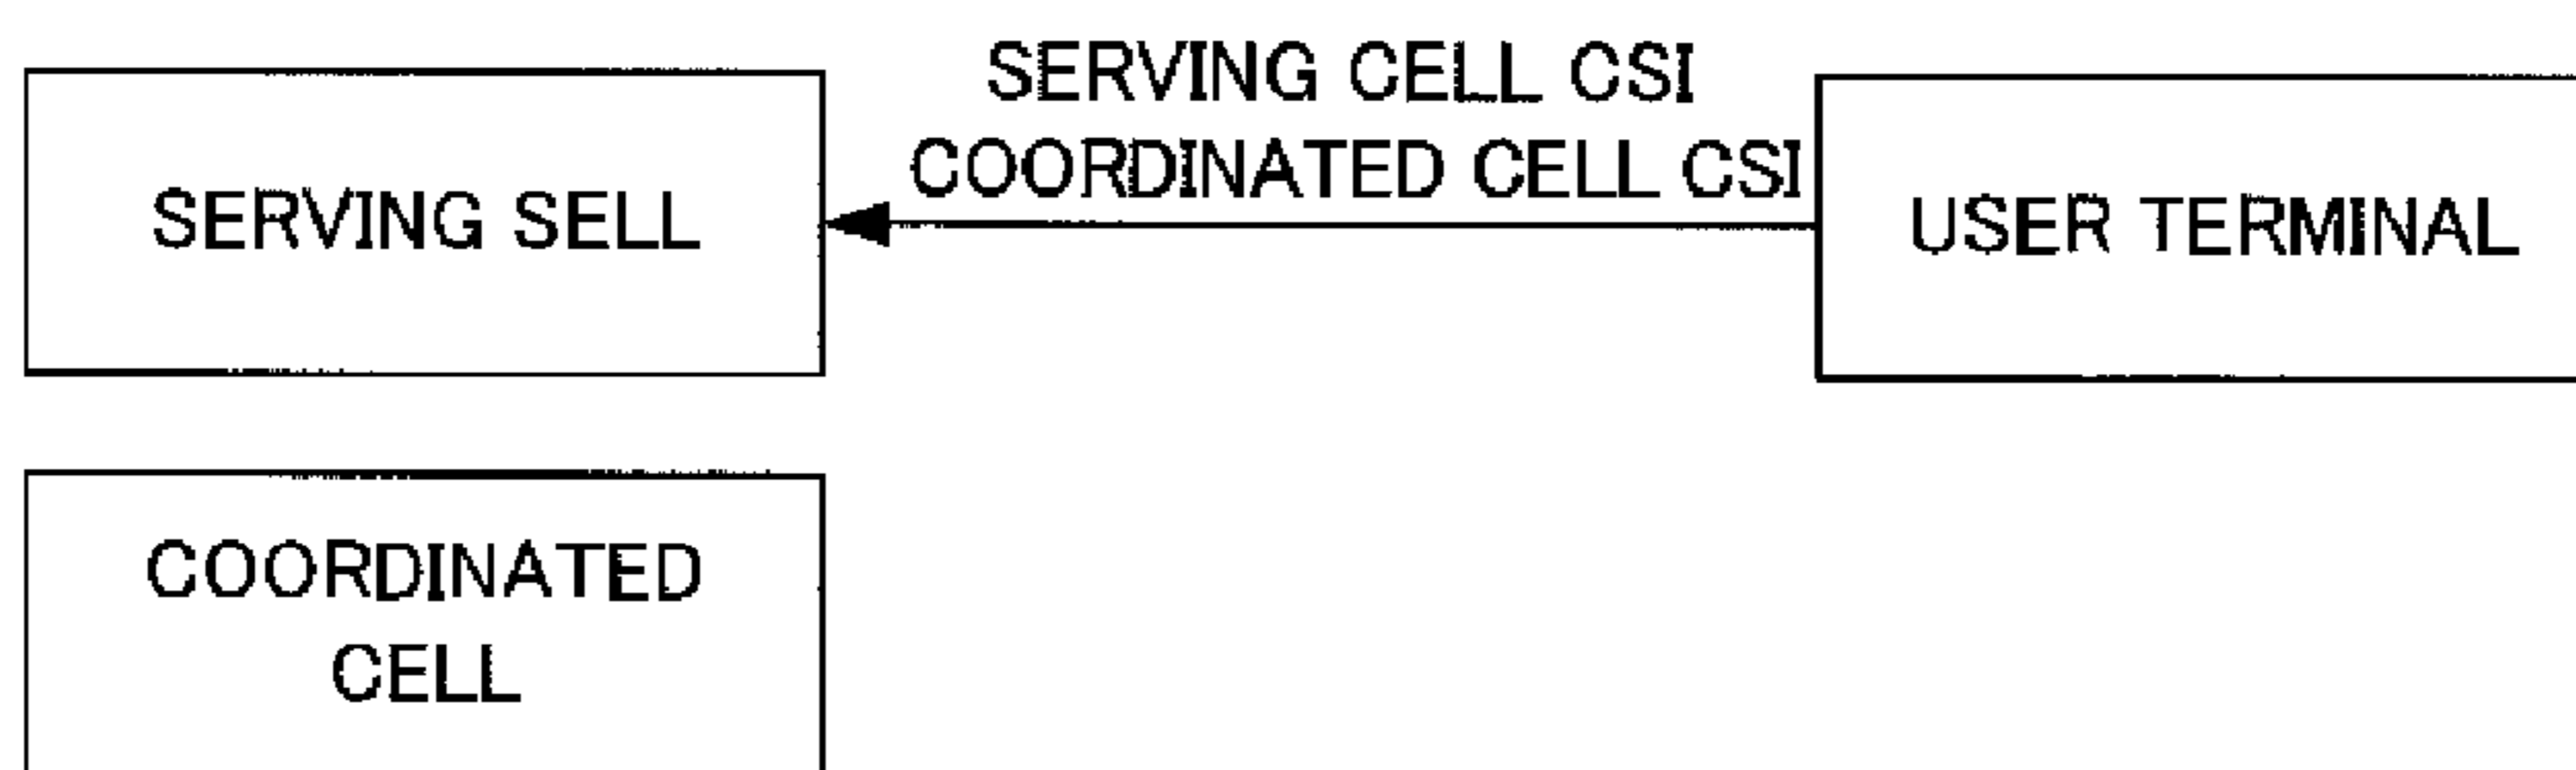 SERVING CELL CSI
COORDINATED CELL CSI
SERVING SELL
USER TERMINAL
COORDINATED
CELL